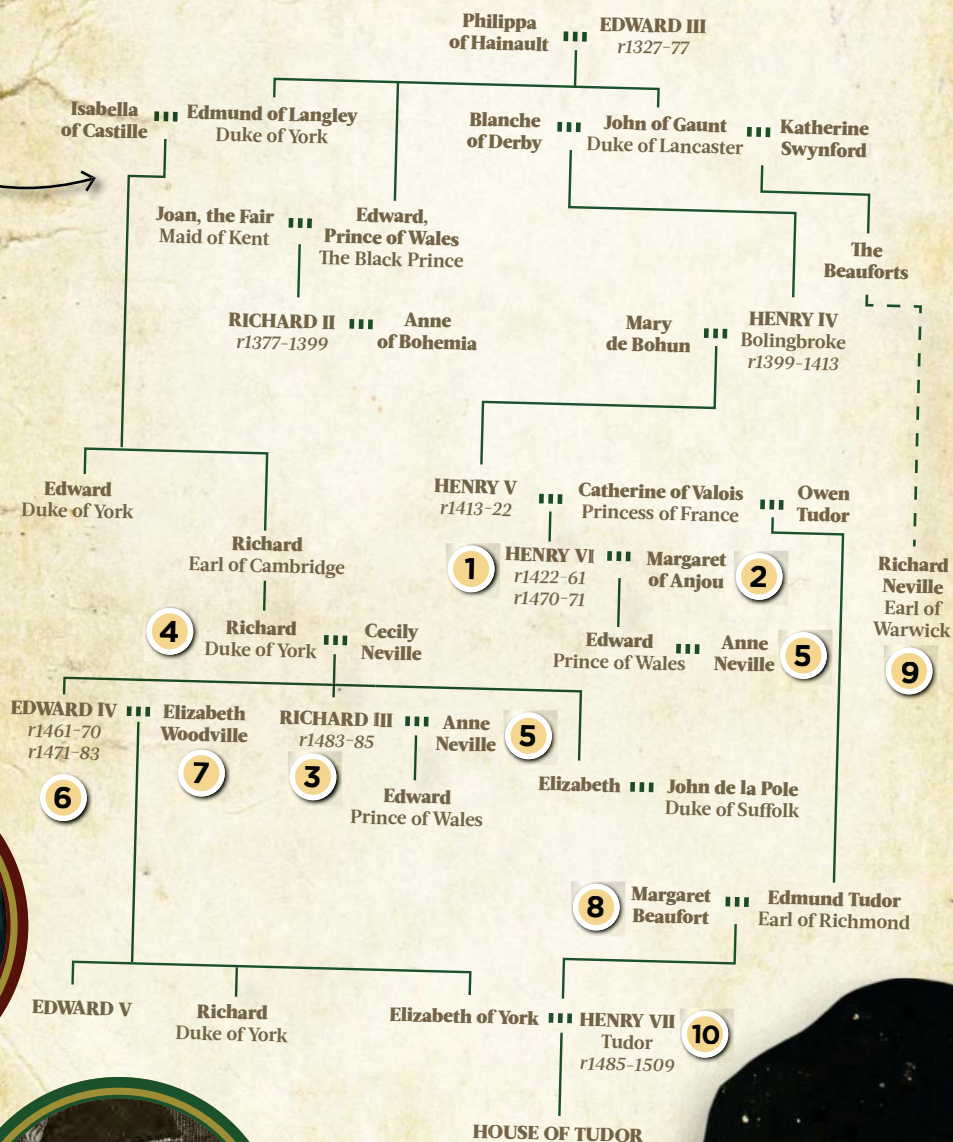 Philippa
of Hainault
EDWARD III
r1327-77
Isabella
of Castille
Edmund of Langley
Duke of York
Blanche
of Derby
John of Gaunt
Duke of Lancaster
Katherine
Swynford
Joan, the Fair
Maid of Kent
Edward,
Prince of Wales
The Black Prince
The
Beauforts
RICHARD II
r1377-1399
Anne
of Bohemia
Mary
de Bohun
HENRY IV
Bolingbroke
r1399-1413
Edward
Duke of York
Richard
Earl of Cambridge
HENRY V
r1413-22
Catherine of Valois
Princess of France
Owen
Tudor
1
HENRY VI
r1422-61
r1470-71
Margaret
of Anjou
2
Richard
Neville
Earl of
Warwick
9
4
Richard
Duke of York
Cecily
Neville
Edward
Prince of Wales
Anne
Neville
5
EDWARD IV
r1461-70
r1471-83
6
Elizabeth
Woodville
7
RICHARD III
r1483-85
3
Anne
Neville
5
Edward
Prince of Wales
Elizabeth
John de la Pole
Duke of Suffolk
8
Margaret
Beaufort
Edmund Tudor
Earl of Richmond
EDWARD V
Richard
Duke of York
Elizabeth of York
HENRY VII
Tudor
r1485-1509
10
HOUSE OF TUDOR